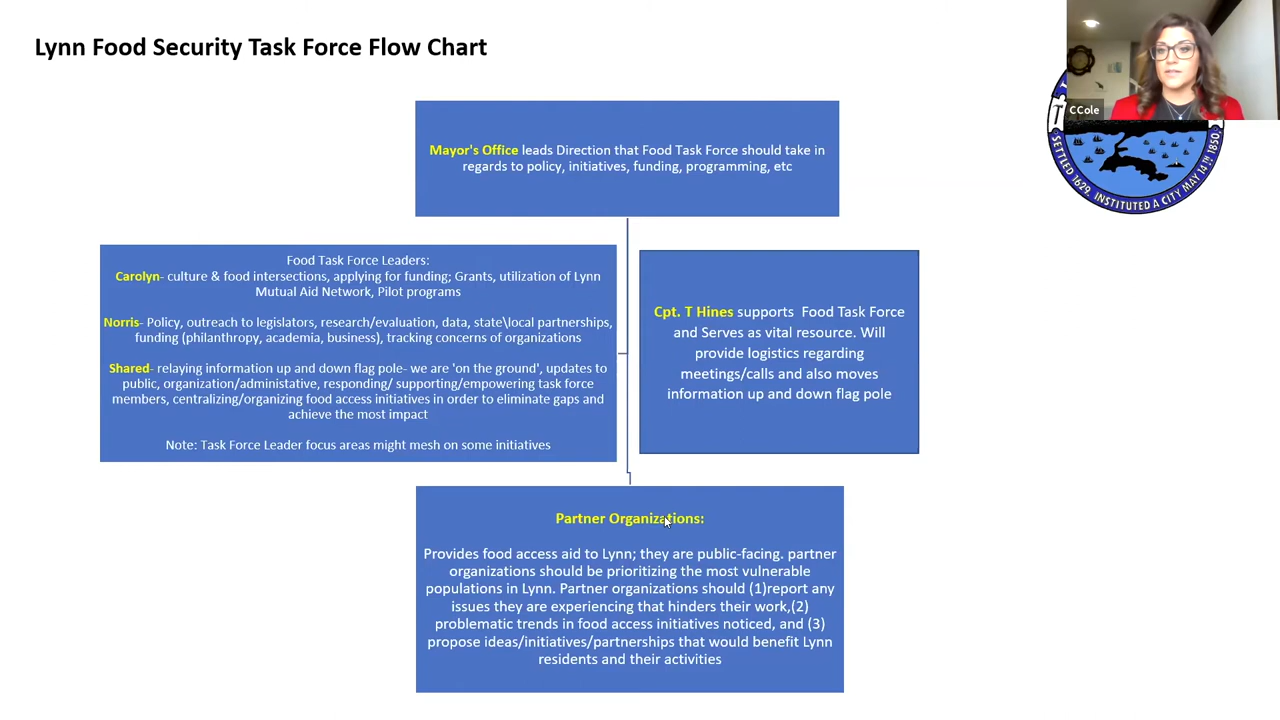 Lynn Food Security Task Force Flow Chart
CCole
SETTLED 1629. INSTITUTED A CITY MAY 14TH 1850.
Mayor's Office leads Direction that Food Task Force should take in
regards to policy, initiatives, funding, programming, etc
Food Task Force Leaders:
Carolyn- culture & food intersections, applying for funding; Grants, utilization of Lynn
Mutual Aid Network, Pilot programs
Norris- Policy, outreach to legislators, research/evaluation, data, state\local partnerships,
funding (philanthropy, academia, business), tracking concerns of organizations
Shared- relaying information up and down flag pole- we are 'on the ground', updates to
public, organization/administative, responding/ supporting/empowering task force
members, centralizing/organizing food access initiatives in order to eliminate gaps and
achieve the most impact
Note: Task Force Leader focus areas might mesh on some initiatives
Cpt. T Hines supports  Food Task Force
and Serves as vital resource. Will
provide logistics regarding
meetings/calls and also moves
information up and down flag pole
Partner Organizations:
Provides food access aid to Lynn; they are public-facing. partner
organizations should be prioritizing the most vulnerable
populations in Lynn. Partner organizations should (1)report any
issues they are experiencing that hinders their work,(2)
problematic trends in food access initiatives noticed, and (3)
propose ideas/initiatives/partnerships that would benefit Lynn
residents and their activities